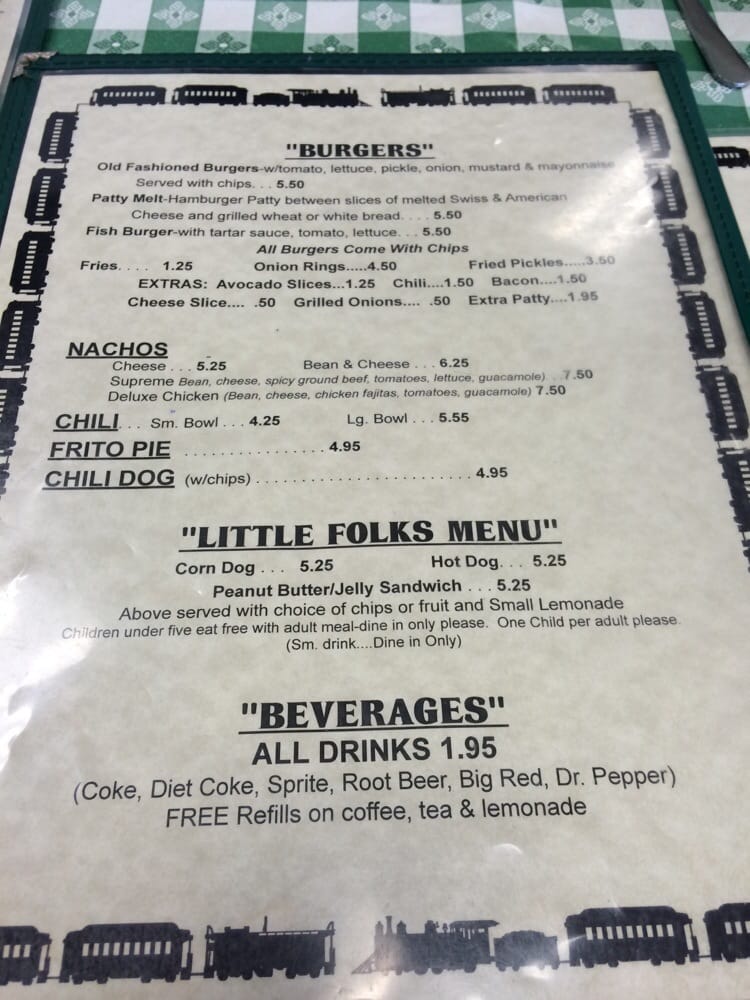 "BURGERS"
Old Fashioned Burgers-w/tomato, lettuce, pickle, onion, mustard & mayonnaise
Served with chips. . . 5.50
Patty Melt-Hamburger Patty between slices of melted Swiss & American
Cheese and grilled wheat or white bread. . . . 5.50
Fish Burger-with tartar sauce, tomato, lettuce. . . 5.50
All Burgers Come With Chips
Fries. . . . 1.25 Onion Rings.....4.50 Fried Pickles.....3.50
EXTRAS: Avocado Slices...1.25 Chili....1.50 Bacon....1.50
Cheese Slice.... .50 Grilled Onions.... .50 Extra Patty....1.95
NACHOS
Cheese . . . 5.25 Bean & Cheese . . . 6.25
Supreme (Bean, cheese, spicy ground beef, tomatoes, lettuce, guacamole) . . 7.50
Deluxe Chicken (Bean, cheese, chicken fajitas, tomatoes, guacamole) 7.50
CHILI. . . Sm. Bowl . . . 4.25 Lg. Bowl . . . 5.55
FRITO PIE . . . . . . . . . . . . . . . 4.95
CHILI DOG (w/chips) . . . . . . . . . . . . . . . . . . . . . . . 4.95
"LITTLE FOLKS MENU"
Corn Dog . . . 5.25 Hot Dog. . . 5.25
Peanut Butter/Jelly Sandwich . . . 5.25
Above served with choice of chips or fruit and Small Lemonade
Children under five eat free with adult meal-dine in only please. One Child per adult please.
(Sm. drink....Dine in Only)
"BEVERAGES"
ALL DRINKS 1.95
(Coke, Diet Coke, Sprite, Root Beer, Big Red, Dr. Pepper)
FREE Refills on coffee, tea & lemonade